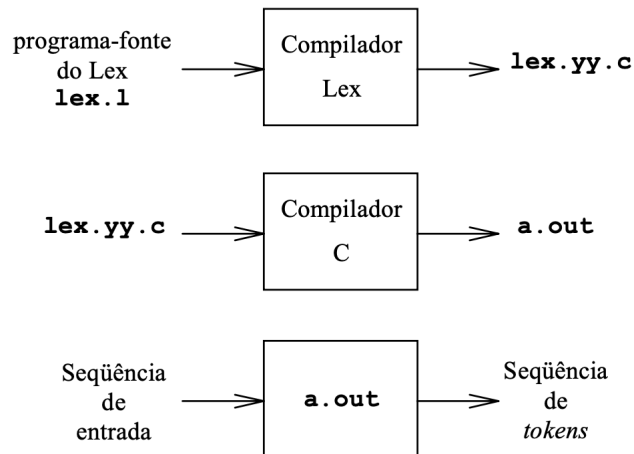 programa-fonte
do Lex
lex.l
Compilador
Lex
lex.yy.c
lex.yy.c
Compilador
C
a.out
Seqüência
de
entrada
a.out
Seqüência
de
tokens